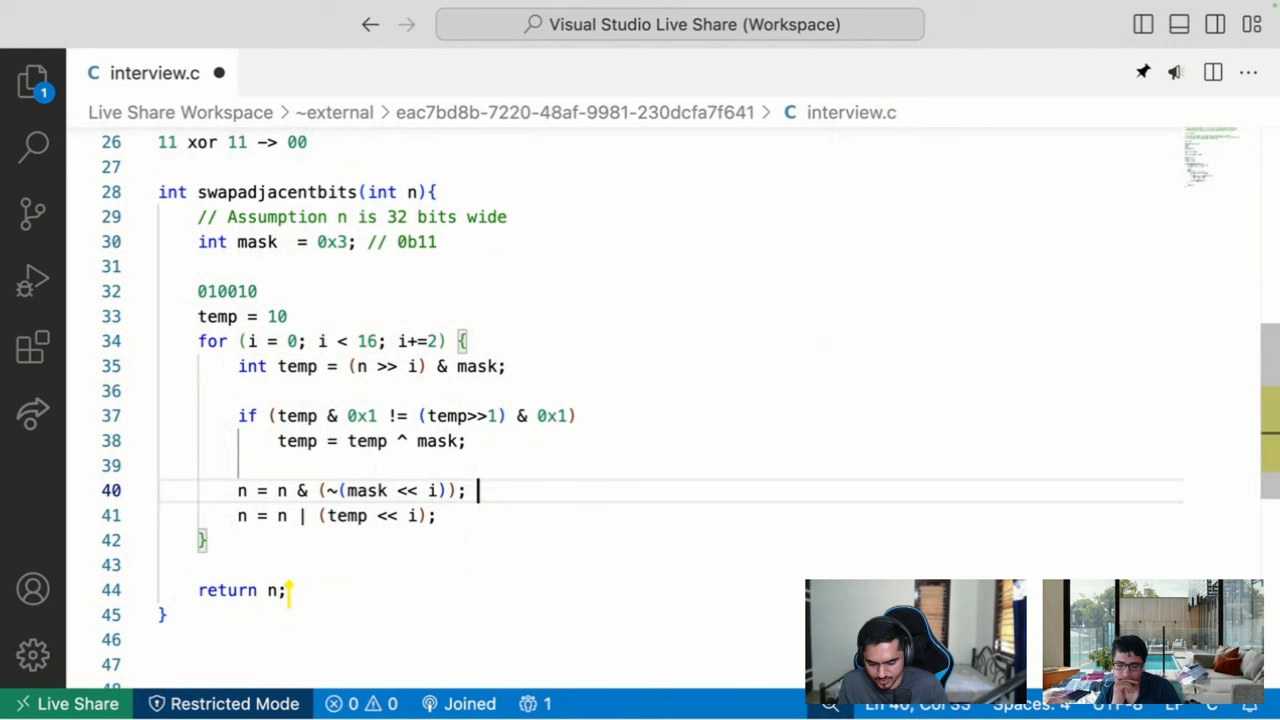 Visual Studio Live Share (Workspace)
C interview.c
1
Live Share Workspace > ~external > eac7bd8b-7220-48af-9981-230dcfa7f641 > C interview.c
26 11 xor 11 -> 00
27
28 int swapadjacentbits(int n){
29 // Assumption n is 32 bits wide
30 int mask  = 0x3; // 0b11
31
32 010010
33 temp = 10
34 for (i = 0; i < 16; i+=2) {
35 int temp = (n >> i) & mask;
36
37 if (temp & 0x1 != (temp>>1) & 0x1)
38 temp = temp ^ mask;
39
40 n = n & (~(mask << i));
41 n = n | (temp << i);
42 }
43
44 return n;
45 }
46
47
Live Share Restricted Mode 0 0 Joined 1